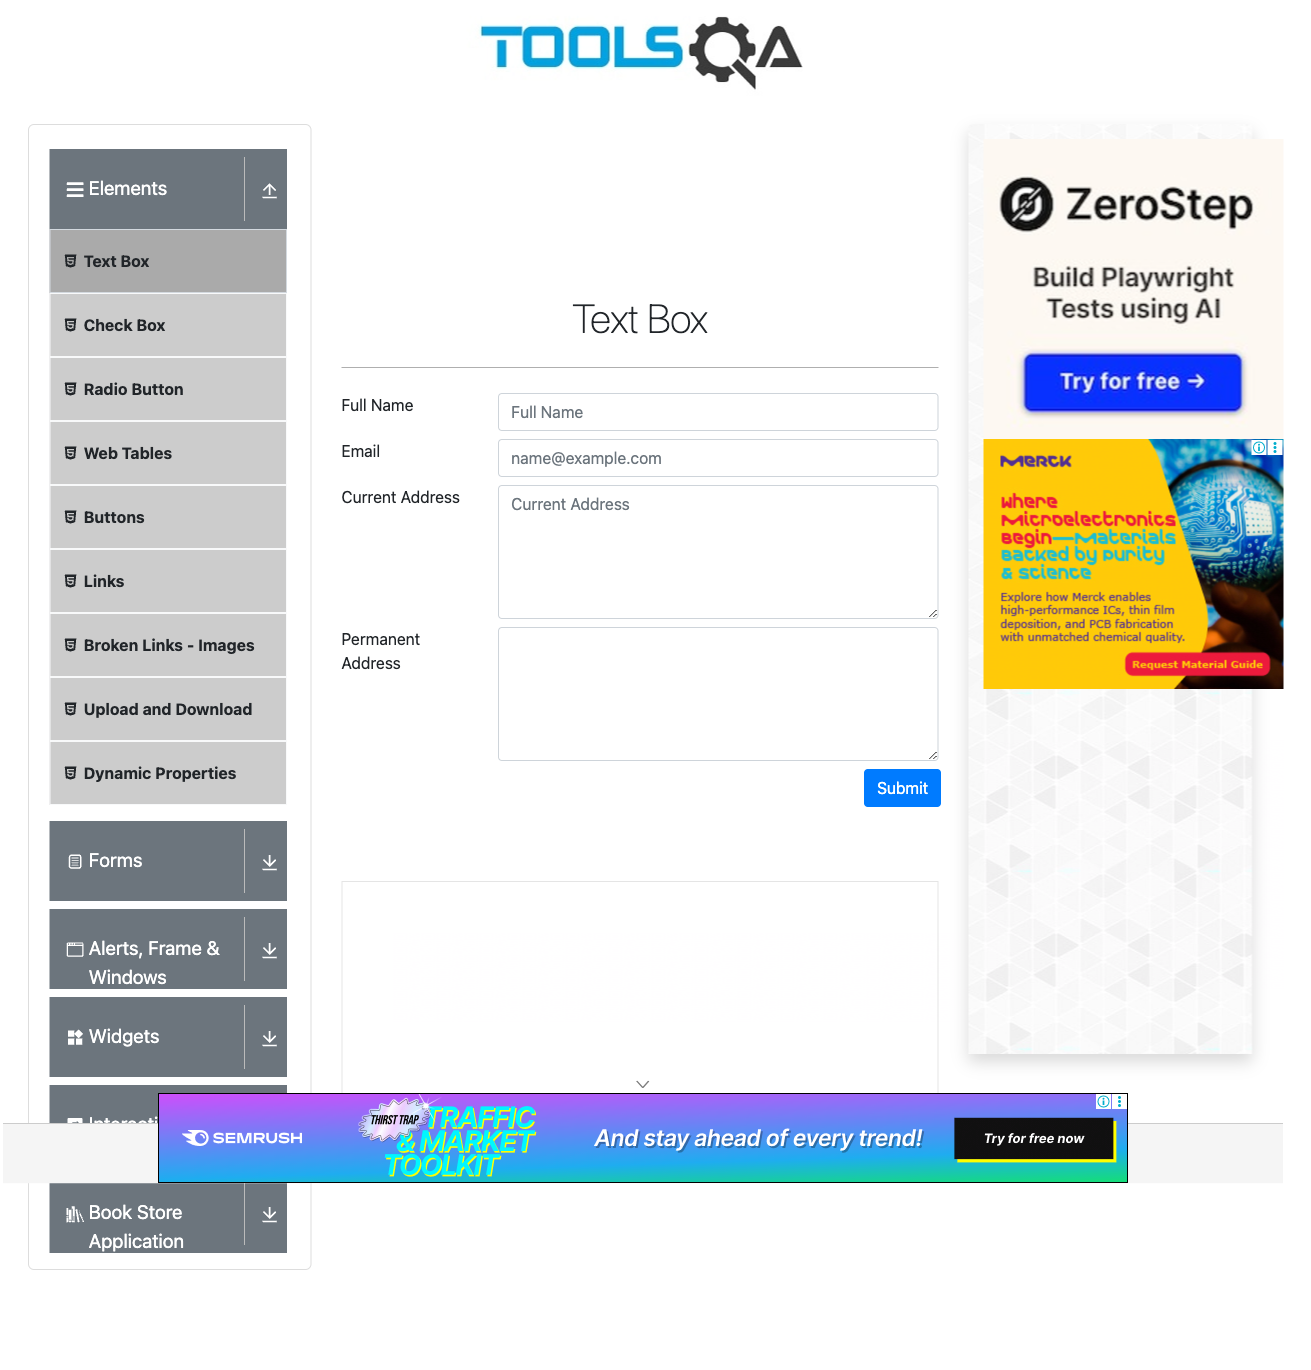 TOOLSQA
Elements
Text Box
Check Box
Radio Button
Web Tables
Buttons
Links
Broken Links - Images
Upload and Download
Dynamic Properties
Forms
Alerts, Frame &
Windows
Widgets
Book Store
Application
Text Box
Full Name
Full Name
Email
name@example.com
Current Address
Current Address
Permanent
Address
Submit
ZeroStep
Build Playwright
Tests using AI
Try for free →
MERCK
Where
Microelectronics
Begin—Materials
Backed by Purity
& Science
Explore how Merck enables
high-performance ICs, thin film
deposition, and PCB fabrication
with unmatched chemical quality.
Request Material Guide
SEMRUSH
THIRST TRAP
TRAFFIC
& MARKET
TOOLKIT
And stay ahead of every trend!
Try for free now